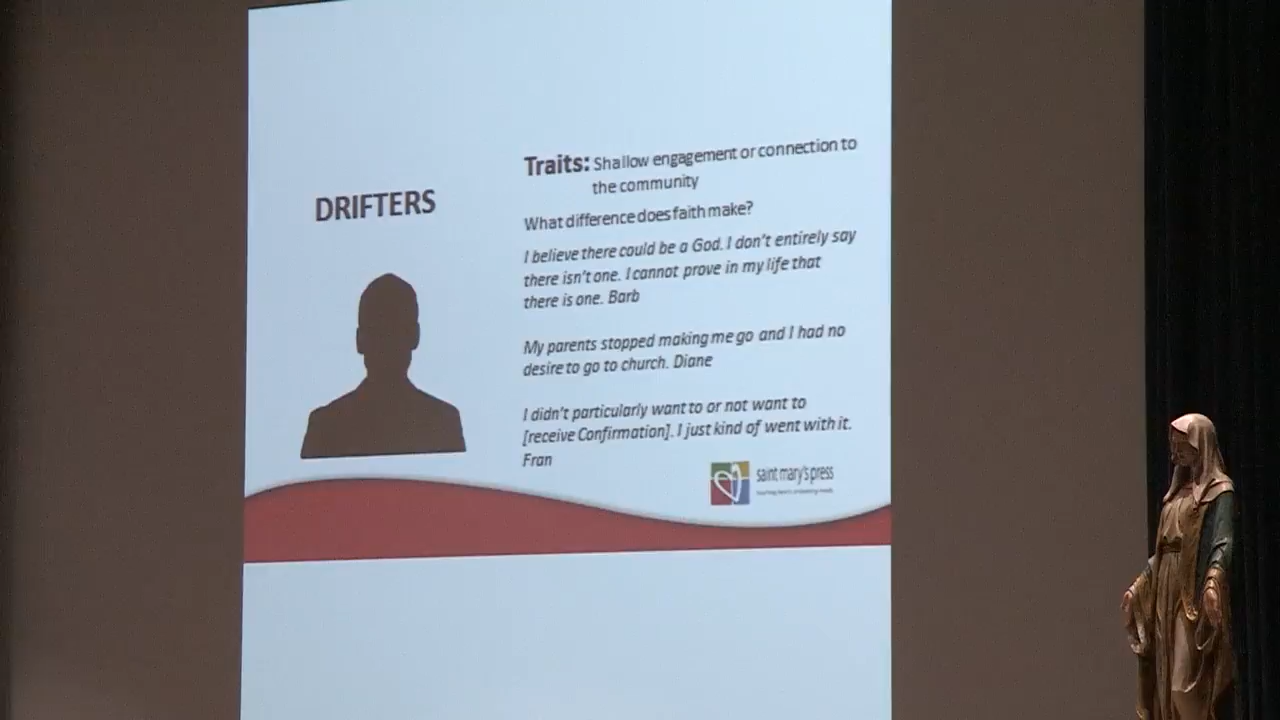 DRIFTERS
Traits: Shallow engagement or connection to
the community
What difference does faith make?
I believe there could be a God. I don't entirely say
there isn't one. I cannot prove in my life that
there is one. Barb
My parents stopped making me go and I had no
desire to go to church. Diane
I didn't particularly want to or not want to
[receive Confirmation]. I just kind of went with it.
Fran
saint mary's press